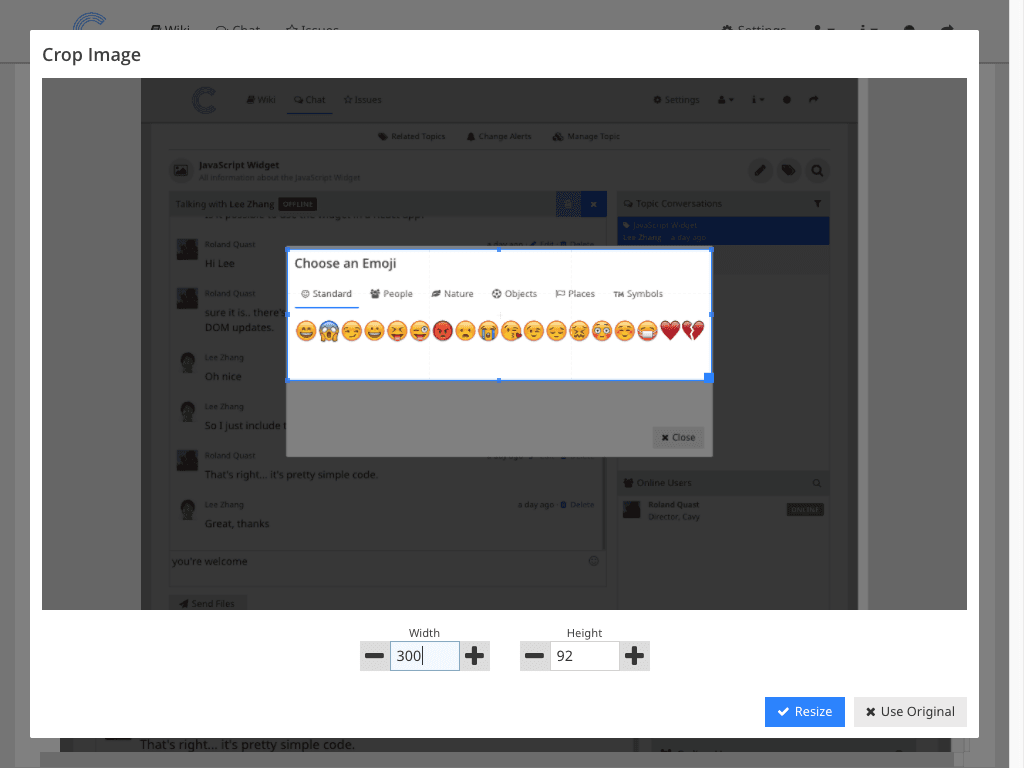 Wiki Chat Issues Settings
Crop Image
Wiki Chat Issues Settings
Related Topics Change Alerts Manage Topic
JavaScript Widget
All information about the JavaScript Widget
Talking with Lee Zhang OFFLINE
Topic Conversations
JavaScript Widget
Lee Zhang - a day ago
Roland Quast a day ago - Edit - Delete
Hi Lee
Choose an Emoji
Standard People Nature Objects Places TM Symbols
Roland Quast
sure it is.. there's
DOM updates.
Lee Zhang
Oh nice
Lee Zhang
So I just include
Close
Roland Quast
That's right... it's pretty simple code.
Online Users
Lee Zhang a day ago - Delete
Great, thanks
Roland Quast
Director, Cavy
ONLINE
you're welcome
Send Files
Width Height
300 92
Resize Use Original
That's right... it's pretty simple code.